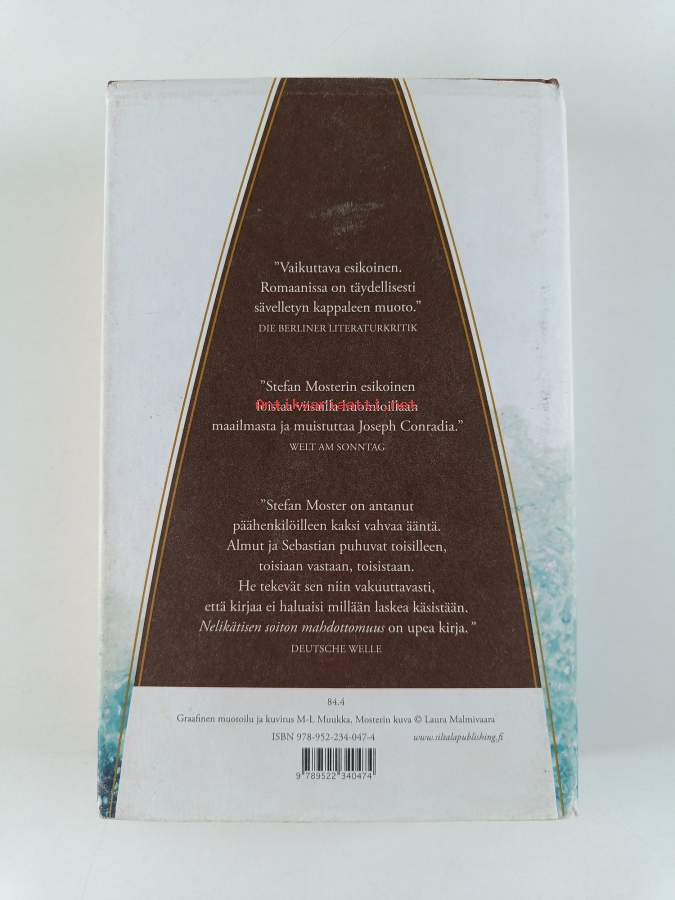 ”Vaikuttava esikoinen.
Romaanissa on täydellisesti
sävelletyn kappaleen muoto.”
DIE BERLINER LITERATURKRITIK
”Stefan Mosterin esikoinen
Antikvariaatti.net
maailmasta ja muistuttaa Joseph Conradia.”
WELT AM SONNTAG
”Stefan Moster on antanut
päähenkilöilleen kaksi vahvaa ääntä.
Almut ja Sebastian puhuvat toisilleen,
toisiaan vastaan, toisistaan.
He tekevät sen niin vakuuttavasti,
että kirjaa ei haluaisi millään laskea käsistään.
Nelikätisen soiton mahdottomuus on upea kirja.”
DEUTSCHE WELLE
84.4
Graafinen muotoilu ja kuvitus M-L Muukka, Mosterin kuva © Laura Malmivaara
ISBN 978-952-234-047-4 www.siltalapublishing.fi
9 789522 340474